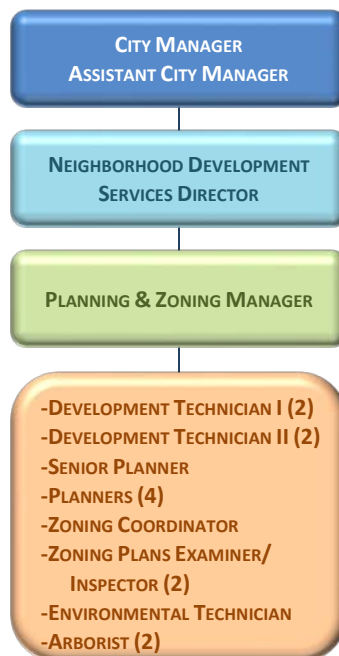 City Manager
Assistant City Manager
Neighborhood Development
Services Director
Planning & Zoning Manager
-Development Technician I (2)
-Development Technician II (2)
-Senior Planner
-Planners (4)
-Zoning Coordinator
-Zoning Plans Examiner/
Inspector (2)
-Environmental Technician
-Arborist (2)